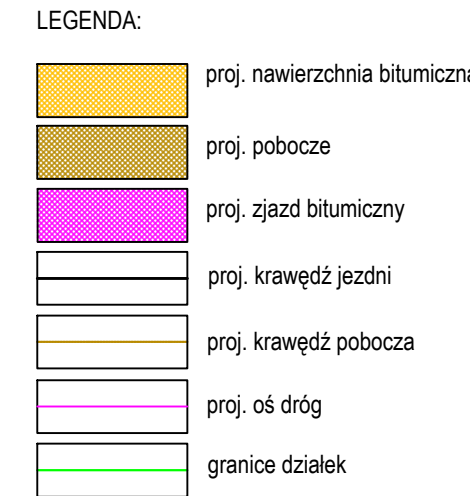 LEGENDA:
proj. nawierzchnia bitumiczna
proj. pobocze
proj. zjazd bitumiczny
proj. krawędź jezdni
proj. krawędź pobocza
proj. oś dróg
granice działek